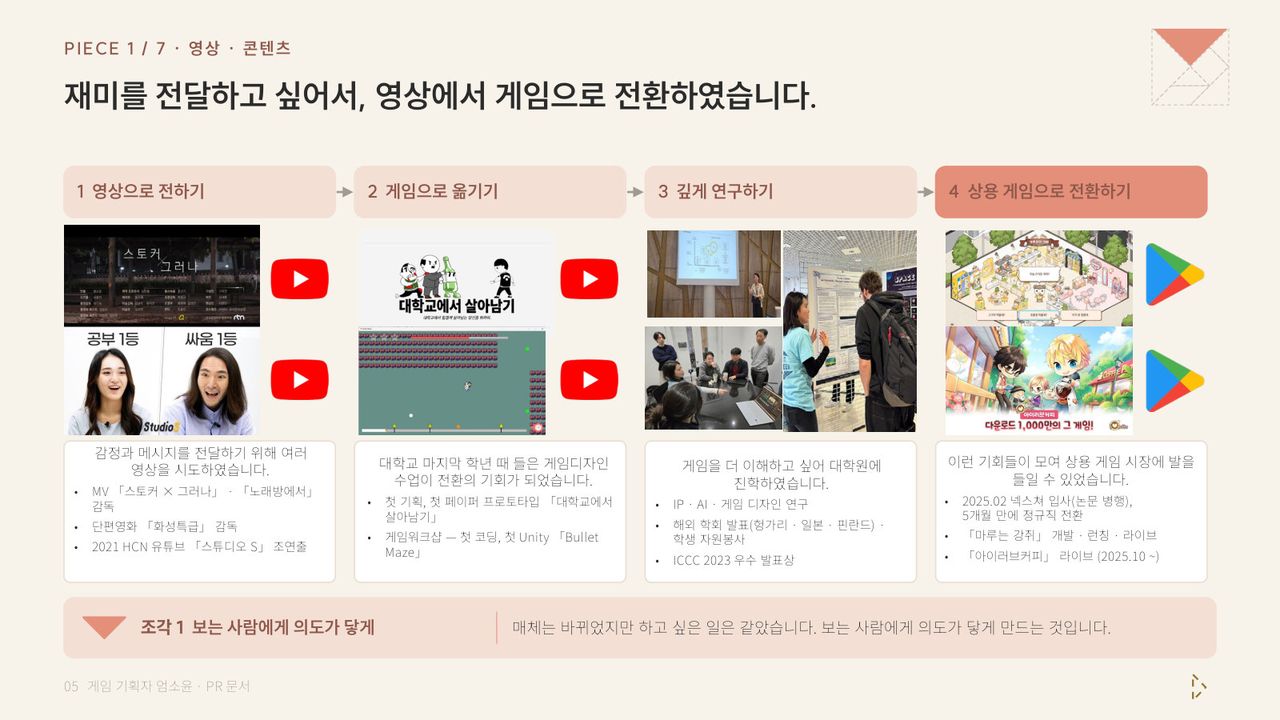 PIECE 1 / 7 · 영상 · 콘텐츠
재미를 전달하고 싶어서, 영상에서 게임으로 전환하였습니다.
1 영상으로 전하기
2 게임으로 옮기기
3 깊게 연구하기
4 상용 게임으로 전환하기
스토커
그러나
공부 1등
싸움 1등
StudioS
대학교에서 살아남기
SPACE
아이러브커피
다운로드 1,000만의 그 게임!
감정과 메시지를 전달하기 위해 여러
영상을 시도하였습니다.
• MV 「스토커 × 그러나」 · 「노래방에서」
감독
• 단편영화 「화성특급」 감독
• 2021 HCN 유튜브 「스튜디오 S」 조연출
대학교 마지막 학년 때 들은 게임디자인
수업이 전환의 기회가 되었습니다.
• 첫 기획, 첫 페이퍼 프로토타입 「대학교에서
살아남기」
• 게임워크샵 — 첫 코딩, 첫 Unity 「Bullet
Maze」
게임을 더 이해하고 싶어 대학원에
진학하였습니다.
• IP · AI · 게임 디자인 연구
• 해외 학회 발표(헝가리 · 일본 · 핀란드) ·
학생 자원봉사
• ICCC 2023 우수 발표상
이런 기회들이 모여 상용 게임 시장에 발을
들일 수 있었습니다.
• 2025.02 넥스쳐 입사(논문 병행),
5개월 만에 정규직 전환
• 「마루는 강쥐」 개발 · 런칭 · 라이브
• 「아이러브커피」 라이브 (2025.10 ~)
조각 1 보는 사람에게 의도가 닿게
매체는 바뀌었지만 하고 싶은 일은 같았습니다. 보는 사람에게 의도가 닿게 만드는 것입니다.
05 게임 기획자 엄소윤 · PR 문서